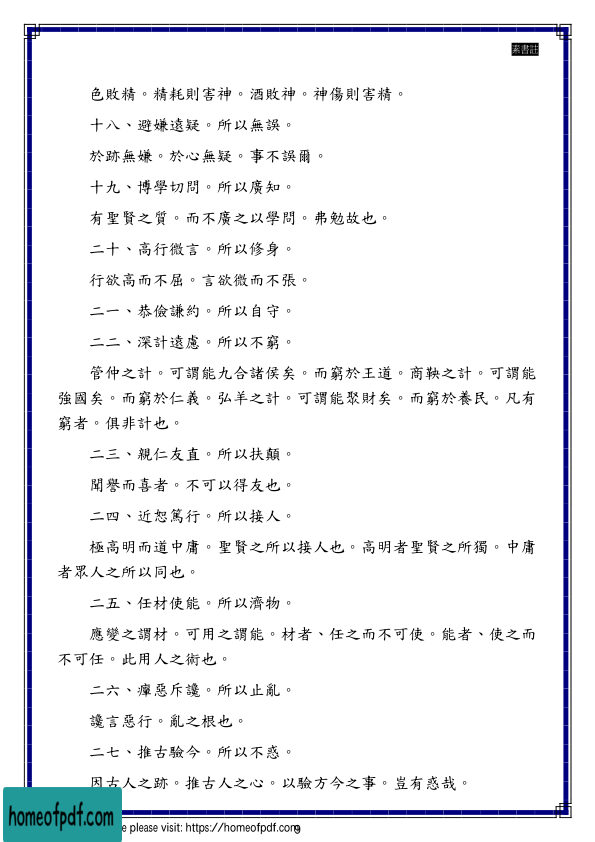 素書註
色敗精。精耗則害神。酒敗神。神傷則害精。
十八、避嫌遠疑。所以無誤。
於跡無嫌。於心無疑。事不誤爾。
十九、博學切問。所以廣知。
有聖賢之質。而不廣之以學問。弗勉故也。
二十、高行微言。所以修身。
行欲高而不屈。言欲微而不張。
二一、恭儉謙約。所以自守。
二二、深計遠慮。所以不窮。
管仲之計。可謂能九合諸侯矣。而窮於王道。商鞅之計。可謂能
強國矣。而窮於仁義。弘羊之計。可謂能聚財矣。而窮於養民。凡有
窮者。俱非計也。
二三、親仁友直。所以扶顛。
聞譽而喜者。不可以得友也。
二四、近恕篤行。所以接人。
極高明而道中庸。聖賢之所以接人也。高明者聖賢之所獨。中庸
者眾人之所以同也。
二五、任材使能。所以濟物。
應變之謂材。可用之謂能。材者、任之而不可使。能者、使之而
不可任。此用人之術也。
二六、癉惡斥讒。所以止亂。
讒言惡行。亂之根也。
二七、推古驗今。所以不惑。
因古人之跡。推古人之心。以驗方今之事。豈有惑哉。
homeofpdf.com
e please visit: https://homeofpdf.com
9